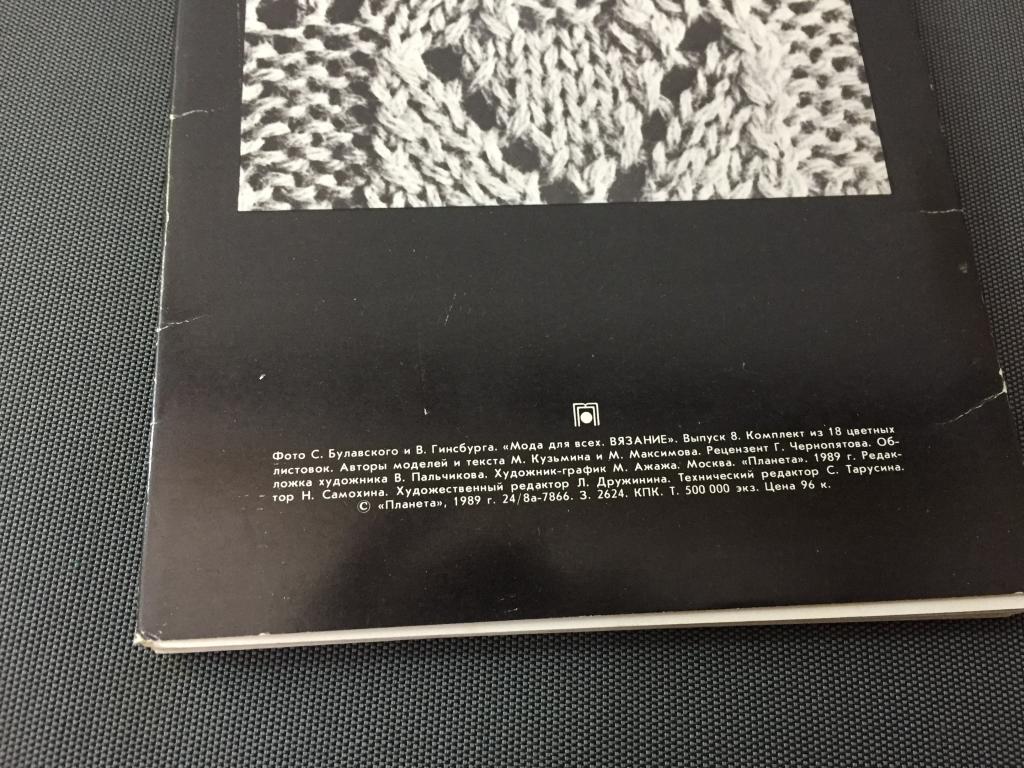 Фото С. Булавского и В. Гинсбурга. «Мода для всех. ВЯЗАНИЕ». Выпуск 8. Комплект из 18 цветных
листовок. Авторы моделей и текста М. Кузьмина и М. Максимова. Рецензент Г. Чернопятова. Об-
ложка художника В. Пальчикова. Художник-график М. Ажажа. Москва. «Планета». 1989 г. Редак-
тор Н. Самохина. Художественный редактор Л. Дружинина. Технический редактор С. Тарусина.
© «Планета», 1989 г. 24/8а-7866. З. 2624. КПК. Т. 500 000 экз. Цена 96 к.